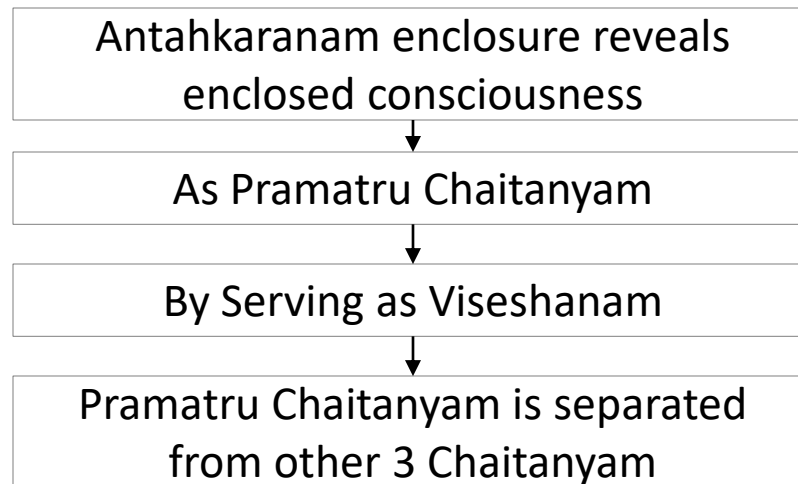 Antahkaranam enclosure reveals
enclosed consciousness
As Pramatru Chaitanyam
By Serving as Viseshanam
Pramatru Chaitanyam is separated
from other 3 Chaitanyam